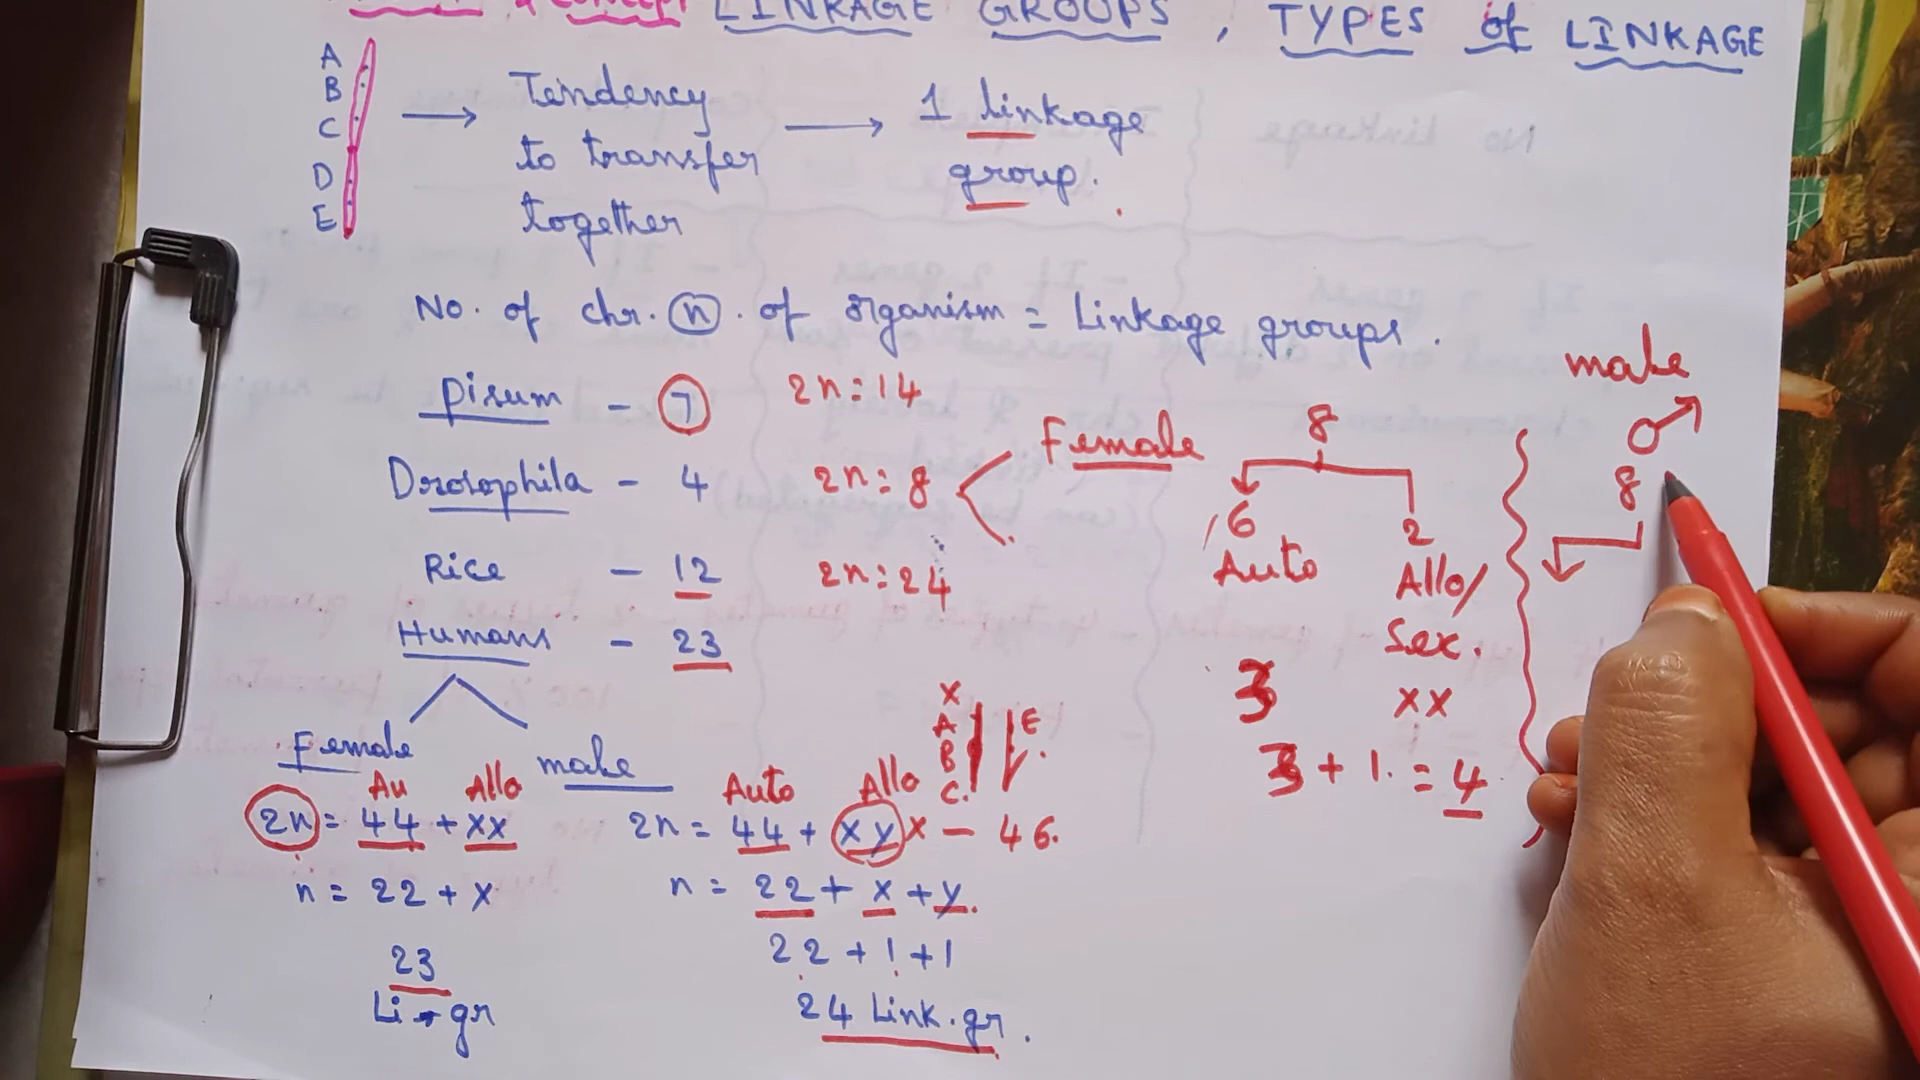 & concept LINKAGE GROUPS, TYPES of LINKAGE
A
B
C
D
E
→ Tendency to transfer together → 1 linkage group.
No. of chr. n. of organism = Linkage groups.
Pisum - 7 2n = 14
Drosophila - 4 2n = 8
Rice - 12 2n = 24
Humans - 23
Female
8
6 Auto
2 Allo/
Sex.
3 XX
3 + 1. = 4
male
♂
8
Female
Au Allo
2n = 44 + XX
n = 22 + X
23
Li-gr
male
Auto Allo
2n = 44 + XY X - 46.
n = 22 + X + Y.
22 + 1 + 1
24 Link.gr.
X
A
B
C.
E